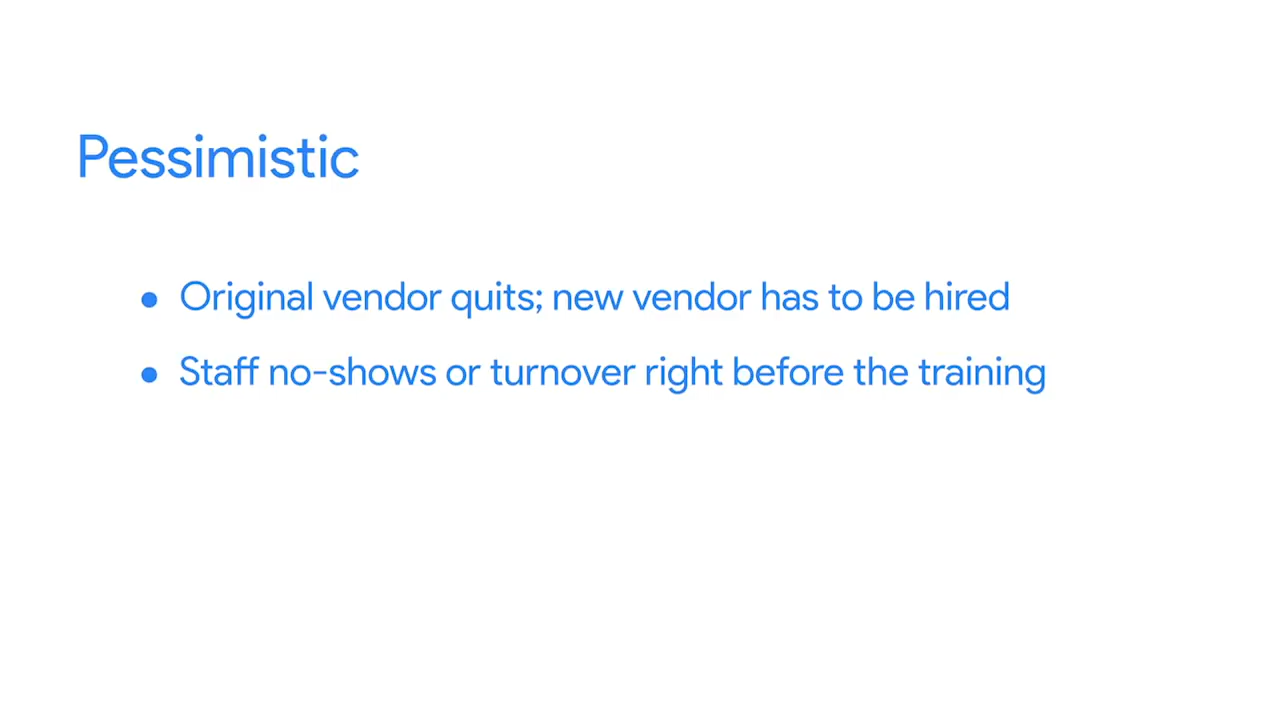 Pessimistic
● Original vendor quits; new vendor has to be hired
● Staff no-shows or turnover right before the training